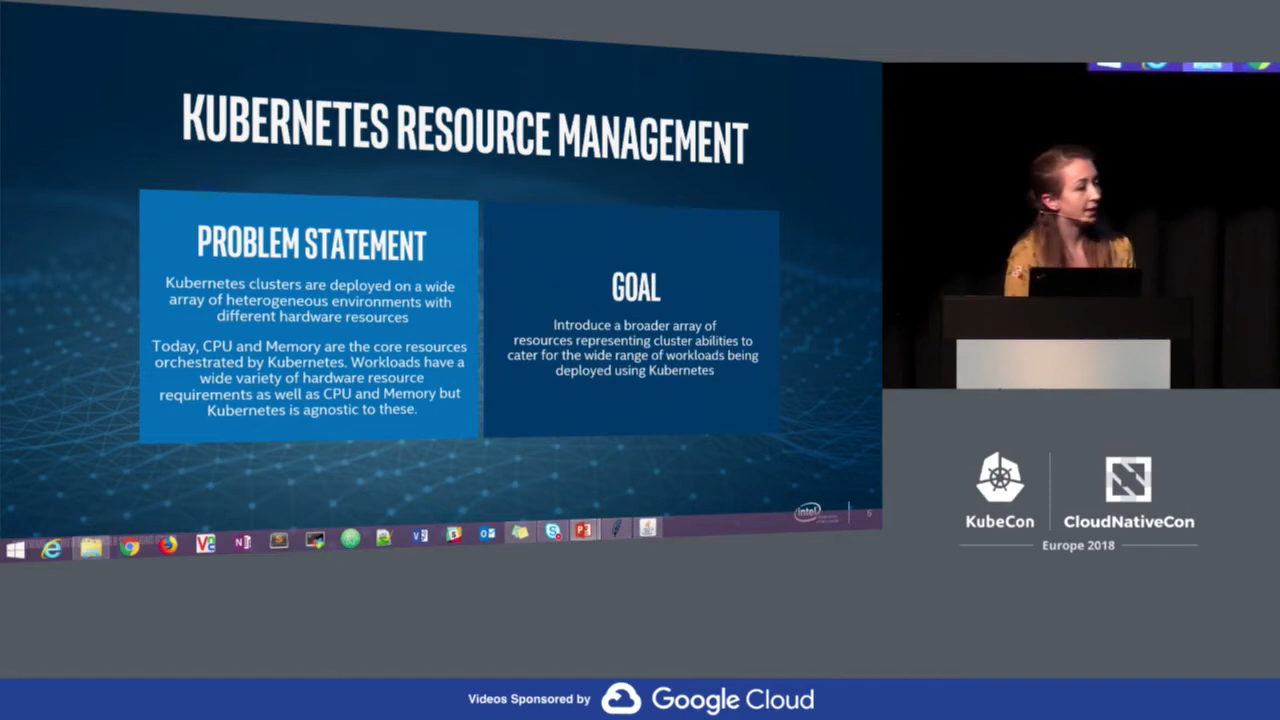 KUBERNETES RESOURCE MANAGEMENT
PROBLEM STATEMENT
Kubernetes clusters are deployed on a wide
array of heterogeneous environments with
different hardware resources
Today, CPU and Memory are the core resources
orchestrated by Kubernetes. Workloads have a
wide variety of hardware resource
requirements as well as CPU and Memory but
Kubernetes is agnostic to these.
GOAL
Introduce a broader array of
resources representing cluster abilities to
cater for the wide range of workloads being
deployed using Kubernetes
intel
5
KubeCon
CloudNativeCon
Europe 2018
Videos Sponsored by
Google Cloud